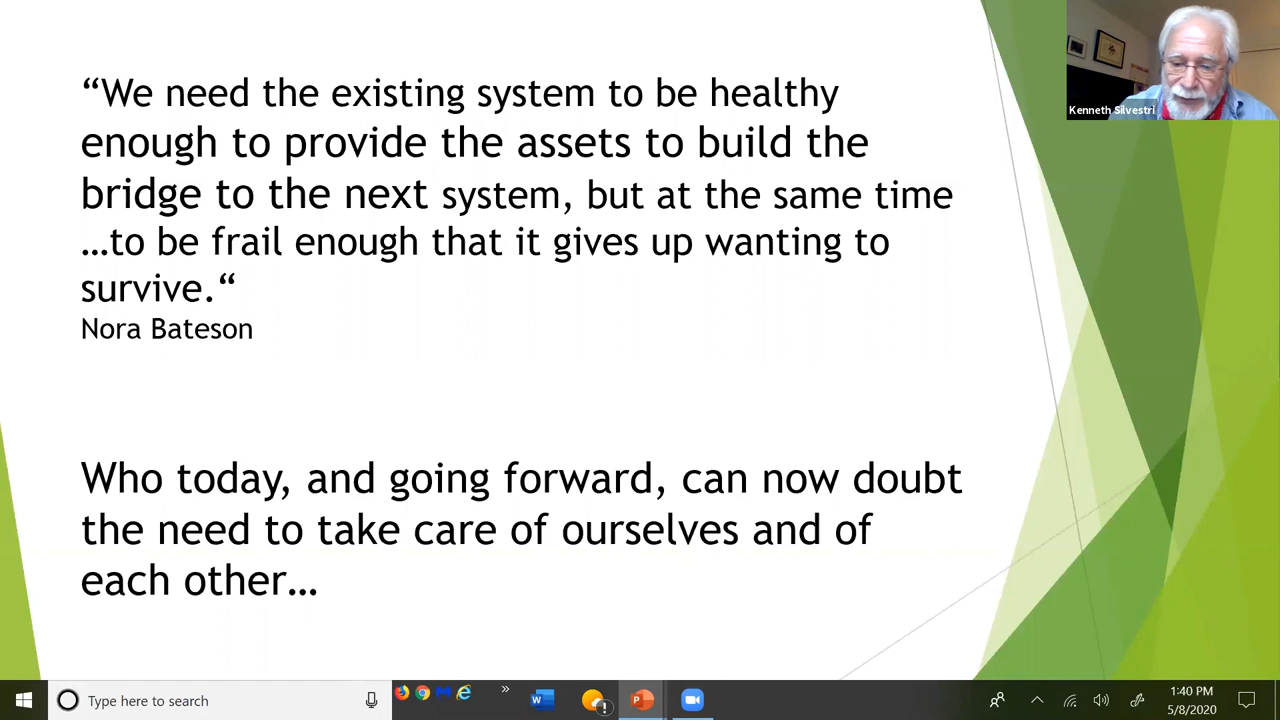 “We need the existing system to be healthy
enough to provide the assets to build the
bridge to the next system, but at the same time
…to be frail enough that it gives up wanting to
survive.“
Nora Bateson
Who today, and going forward, can now doubt
the need to take care of ourselves and of
each other…
Kenneth Silvestri
Type here to search
1:40 PM
5/8/2020